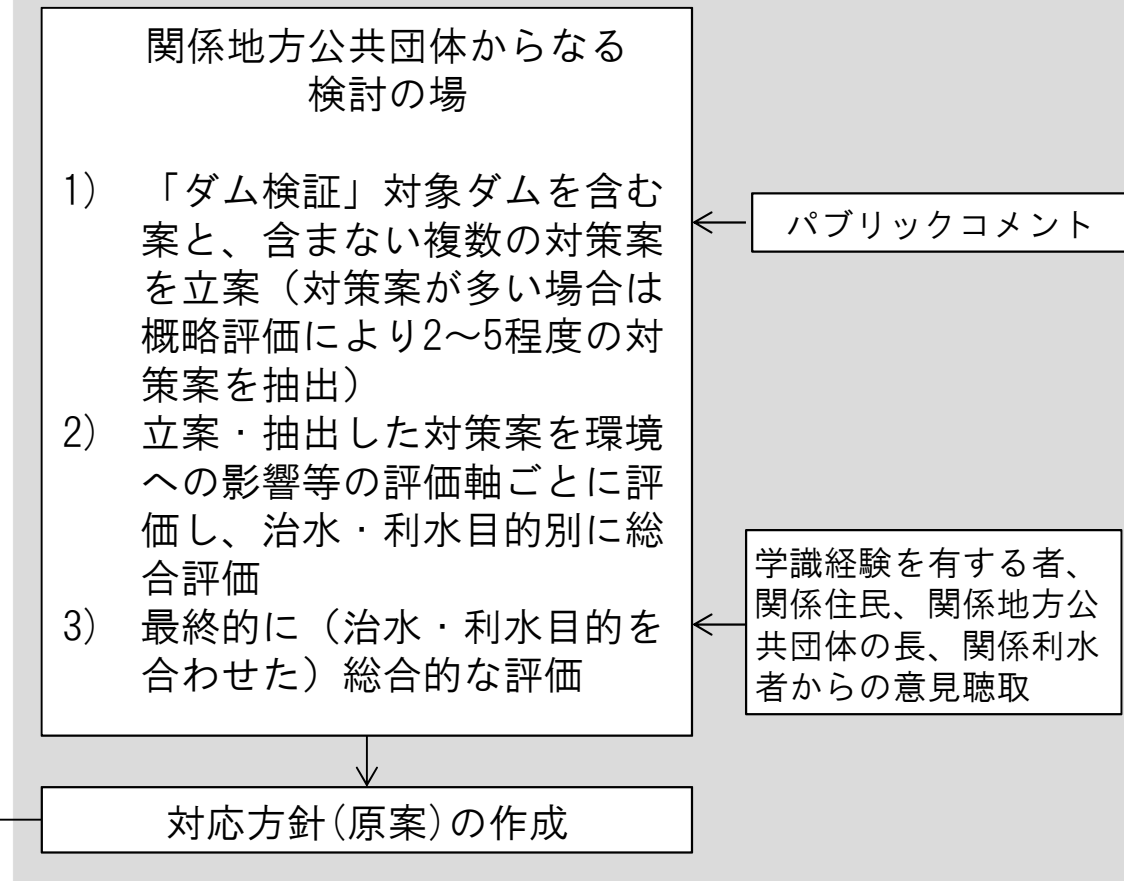 関係地方公共団体からなる
検討の場
1) 「ダム検証」対象ダムを含む
案と、含まない複数の対策案
を立案（対策案が多い場合は
概略評価により2～5程度の対
策案を抽出）
2) 立案・抽出した対策案を環境
への影響等の評価軸ごとに評
価し、治水・利水目的別に総
合評価
3) 最終的に（治水・利水目的を
合わせた）総合的な評価
パブリックコメント
学識経験を有する者、
関係住民、関係地方公
共団体の長、関係利水
者からの意見聴取
対応方針(原案)の作成